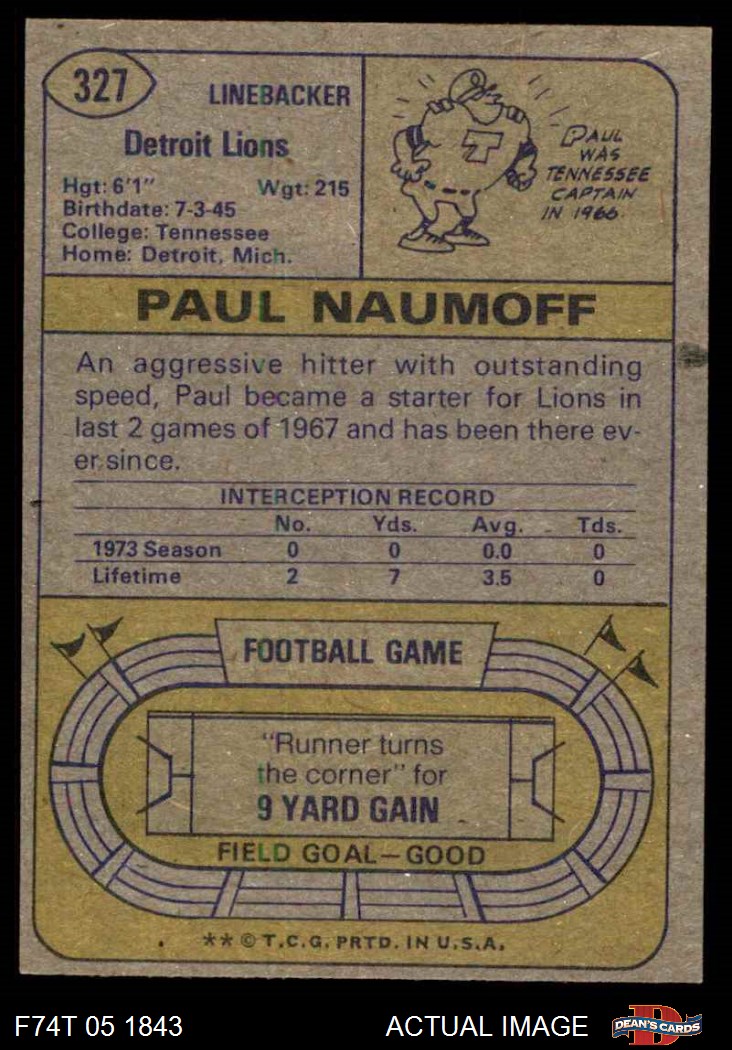 327
LINEBACKER
Detroit Lions
Hgt: 6'1" Wgt: 215
Birthdate: 7-3-45
College: Tennessee
Home: Detroit, Mich.
T
PAUL
WAS
TENNESSEE
CAPTAIN
IN 1966
PAUL NAUMOFF
An aggressive hitter with outstanding
speed, Paul became a starter for Lions in
last 2 games of 1967 and has been there ev-
er since.
INTERCEPTION RECORD
No. Yds. Avg. Tds.
1973 Season 0 0 0.0 0
Lifetime 2 7 3.5 0
FOOTBALL GAME
"Runner turns
the corner" for
9 YARD GAIN
FIELD GOAL—GOOD
** © T.C.G. PRTD. IN U.S.A.
F74T 05 1843 ACTUAL IMAGE
D
DEAN'S CARDS